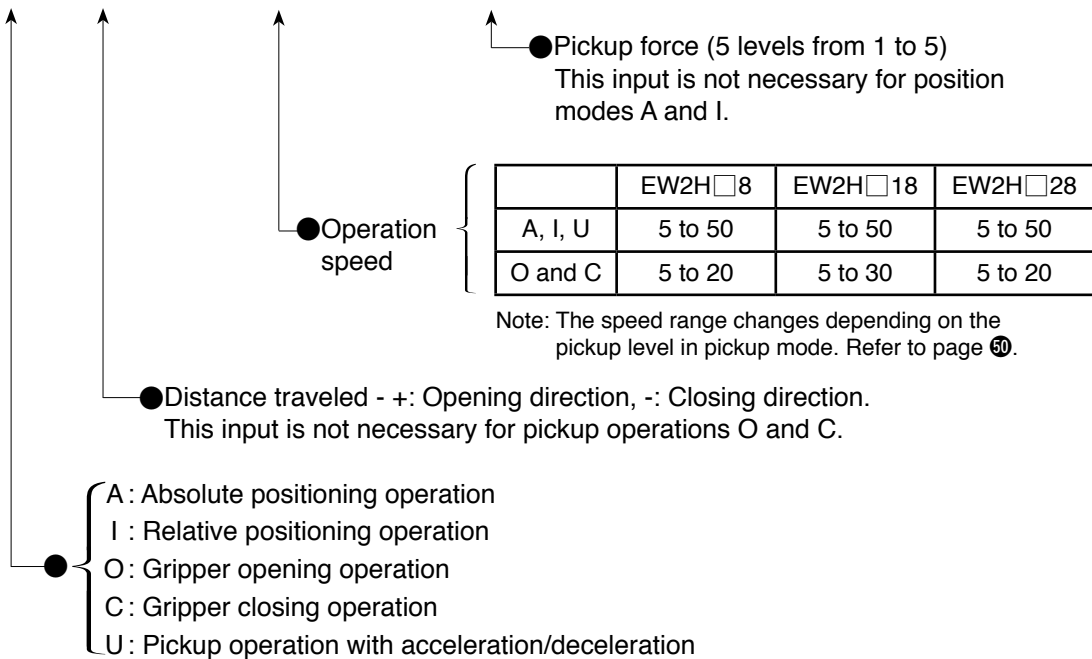 ●Pickup force (5 levels from 1 to 5)
This input is not necessary for position
modes A and I.
EW2H□8 EW2H□18 EW2H□28
●Operation
speed
A, I, U 5 to 50 5 to 50 5 to 50
O and C 5 to 20 5 to 30 5 to 20
Note: The speed range changes depending on the
pickup level in pickup mode. Refer to page ㊿.
●Distance traveled - +: Opening direction, -: Closing direction.
This input is not necessary for pickup operations O and C.
A : Absolute positioning operation
I : Relative positioning operation
O : Gripper opening operation
C : Gripper closing operation
U : Pickup operation with acceleration/deceleration